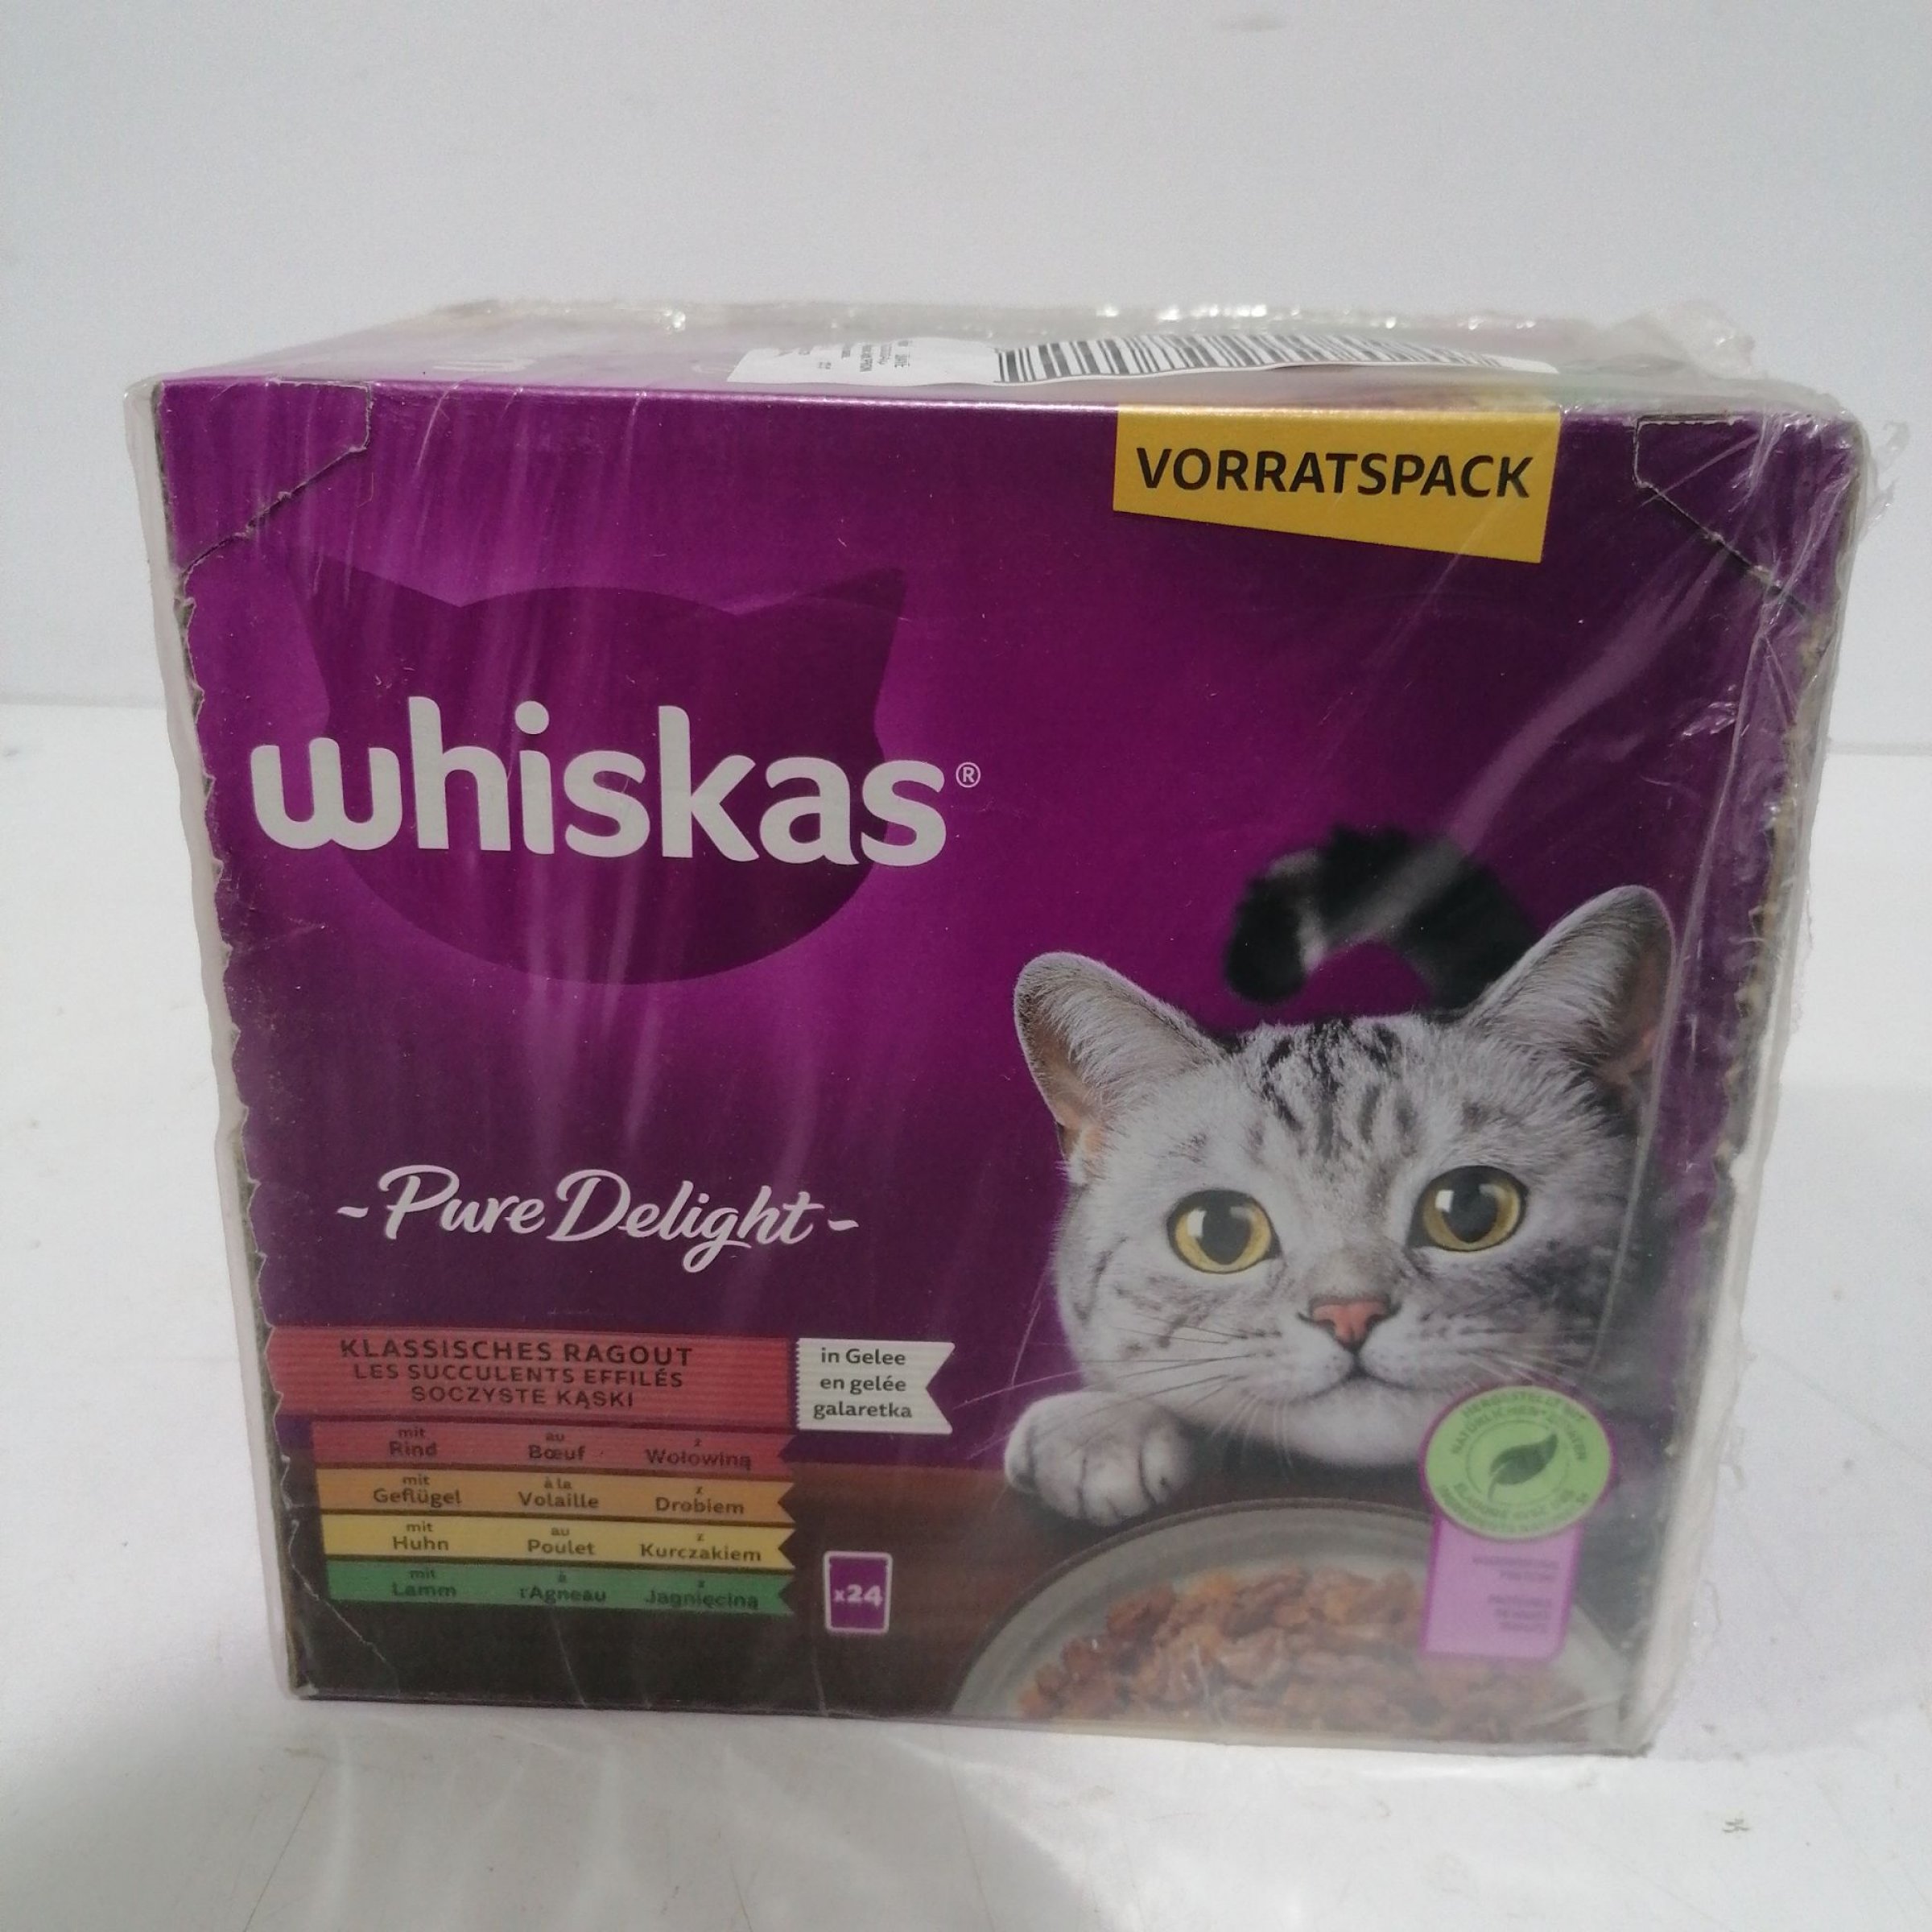 VORRATSPACK
whiskas®
~Pure Delight~
KLASSISCHES RAGOUT
LES SUCCULENTS EFFILÉS
SOCZYSTE KĄSKI
in Gelee
en gelée
galaretka
mit Rind au Bœuf z Wołowiną
mit Geflügel à la Volaille z Drobiem
mit Huhn au Poulet z Kurczakiem
mit Lamm à l'Agneau z Jagnięciną
x24